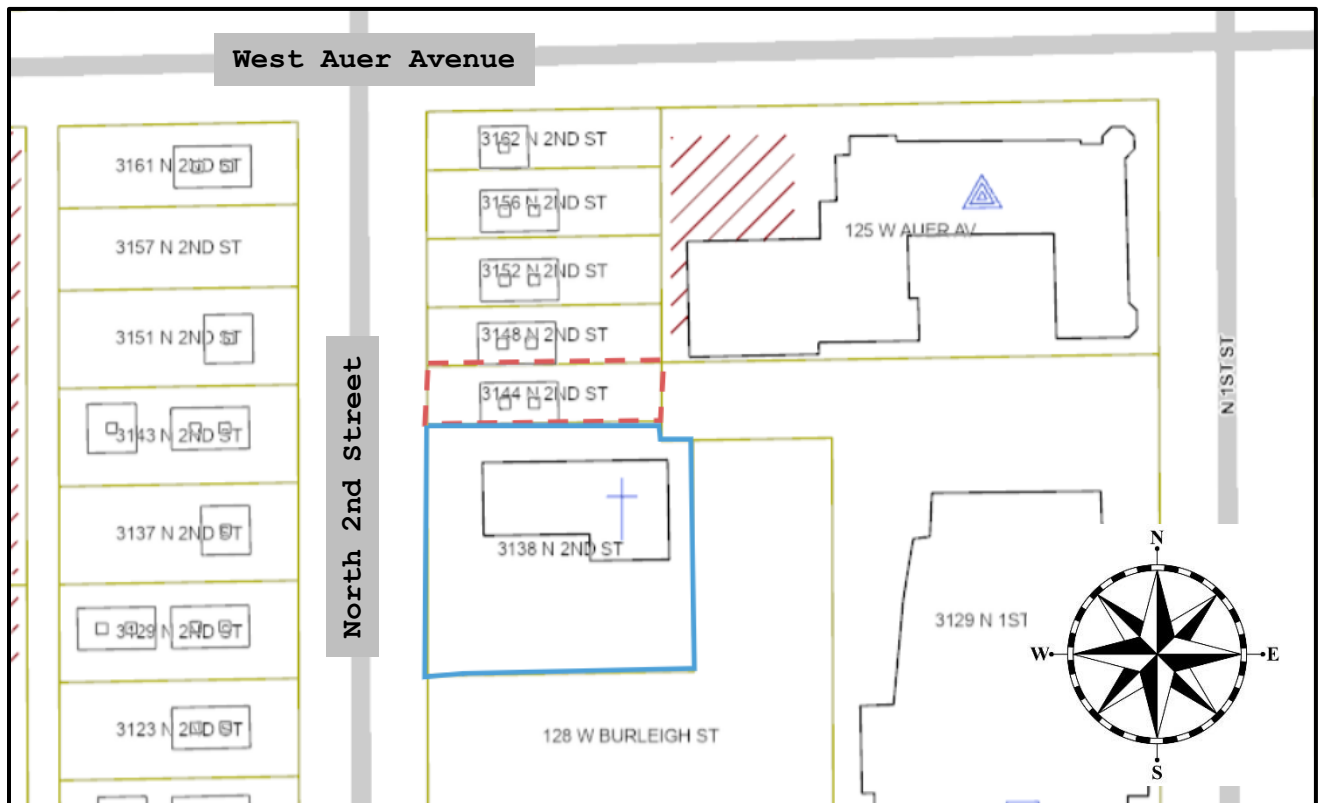 West Auer Avenue
3162 N 2ND ST
3161 N 2ND ST
3156 N 2ND ST
125 W AUER AV
3157 N 2ND ST
3152 N 2ND ST
3151 N 2ND ST
3148 N 2ND ST
N 1ST ST
3144 N 2ND ST
North 2nd Street
3143 N 2ND ST
3137 N 2ND ST
3138 N 2ND ST
N
3129 N 1ST
W
E
3129 N 2ND ST
3123 N 2ND ST
128 W BURLEIGH ST
S